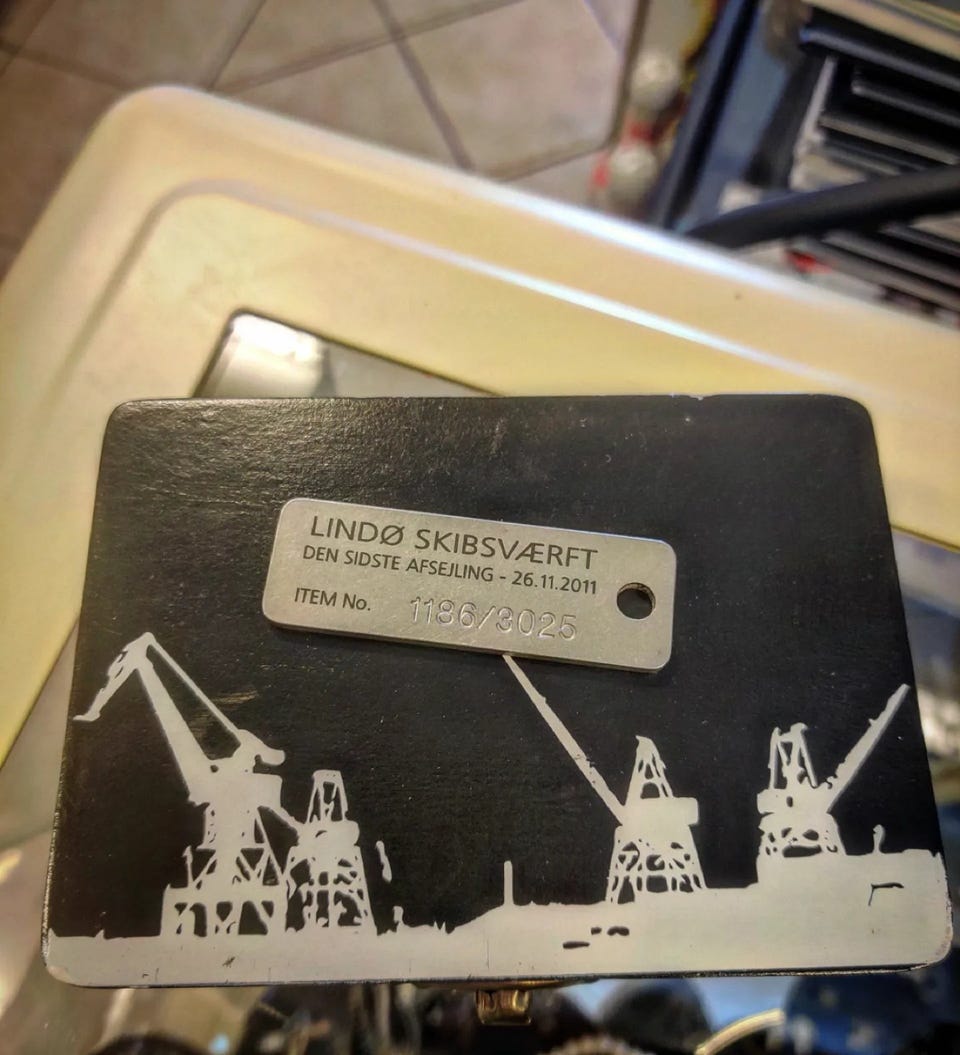 LINDØ SKIBSVÆRFT
DEN SIDSTE AFSEJLING - 26.11.2011
ITEM No. 1186/3025